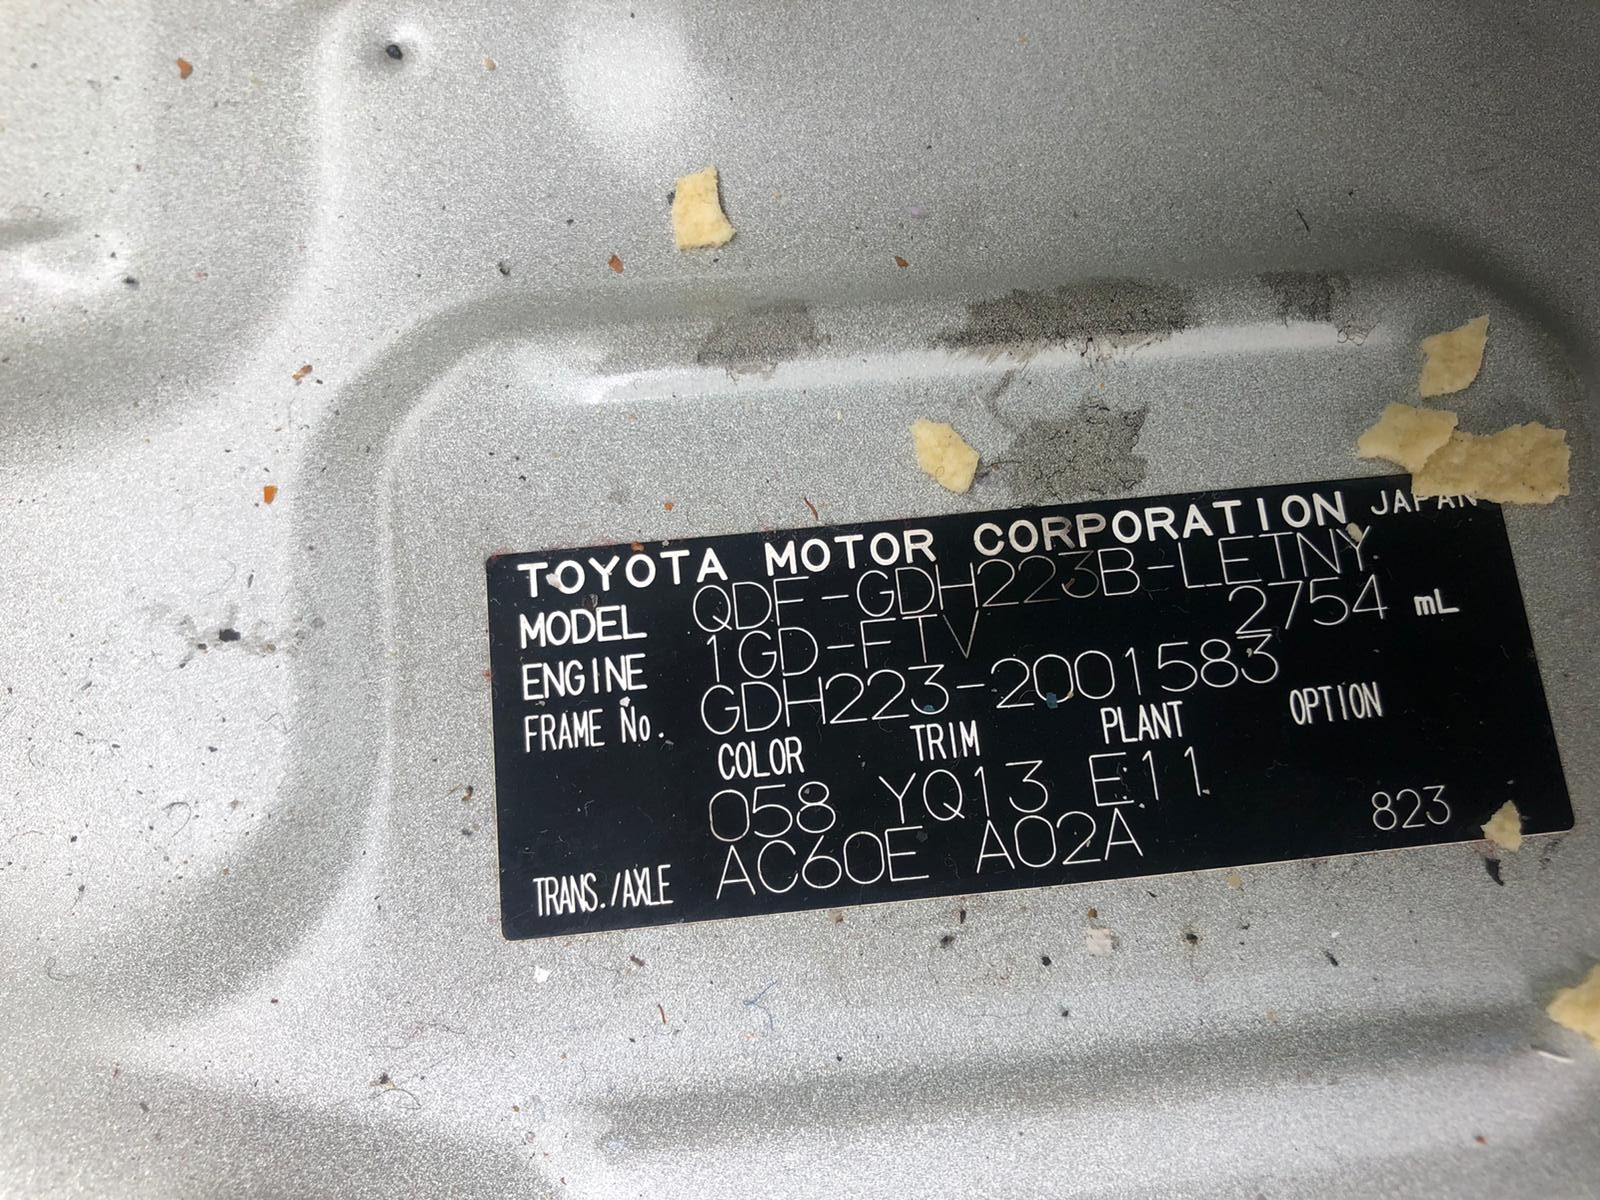 TOYOTA MOTOR CORPORATION JAPAN
MODEL QDF-GDH223B-LETNY
ENGINE 1GD-FTV 2754 mL
FRAME No. GDH223-2001583
COLOR TRIM PLANT OPTION
058 YQ13 E11
TRANS./AXLE AC60E A02A 823